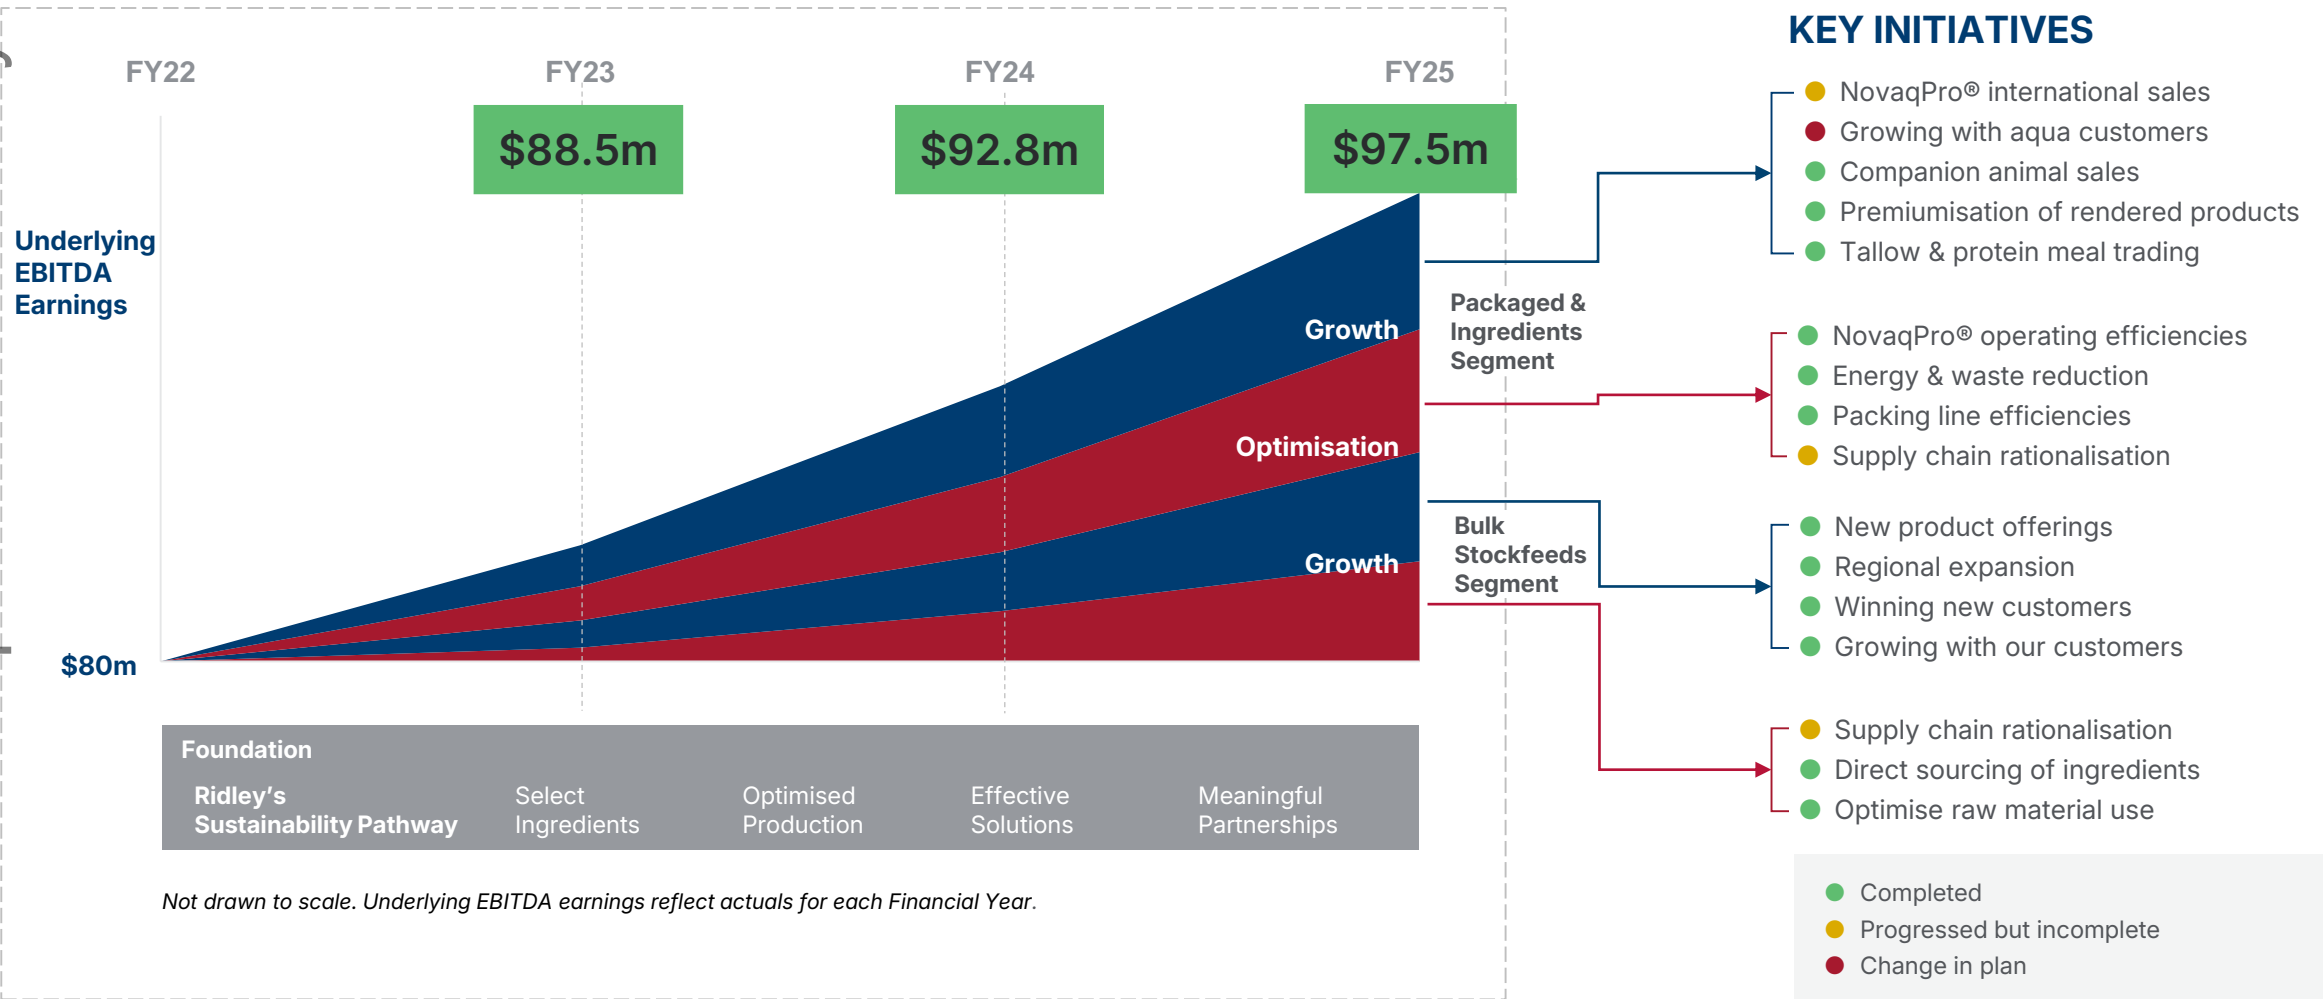 FY22
FY23
FY24
FY25
$88.5m
$92.8m
$97.5m
Underlying
EBITDA
Earnings
$80m
Growth
Optimisation
Growth
Packaged &
Ingredients
Segment
Bulk
Stockfeeds
Segment
Foundation
Ridley's
Sustainability Pathway
Select
Ingredients
Optimised
Production
Effective
Solutions
Meaningful
Partnerships
Not drawn to scale. Underlying EBITDA earnings reflect actuals for each Financial Year.
KEY INITIATIVES
NovaqPro® international sales
Growing with aqua customers
Companion animal sales
Premiumisation of rendered products
Tallow & protein meal trading
NovaqPro® operating efficiencies
Energy & waste reduction
Packing line efficiencies
Supply chain rationalisation
New product offerings
Regional expansion
Winning new customers
Growing with our customers
Supply chain rationalisation
Direct sourcing of ingredients
Optimise raw material use
Completed
Progressed but incomplete
Change in plan